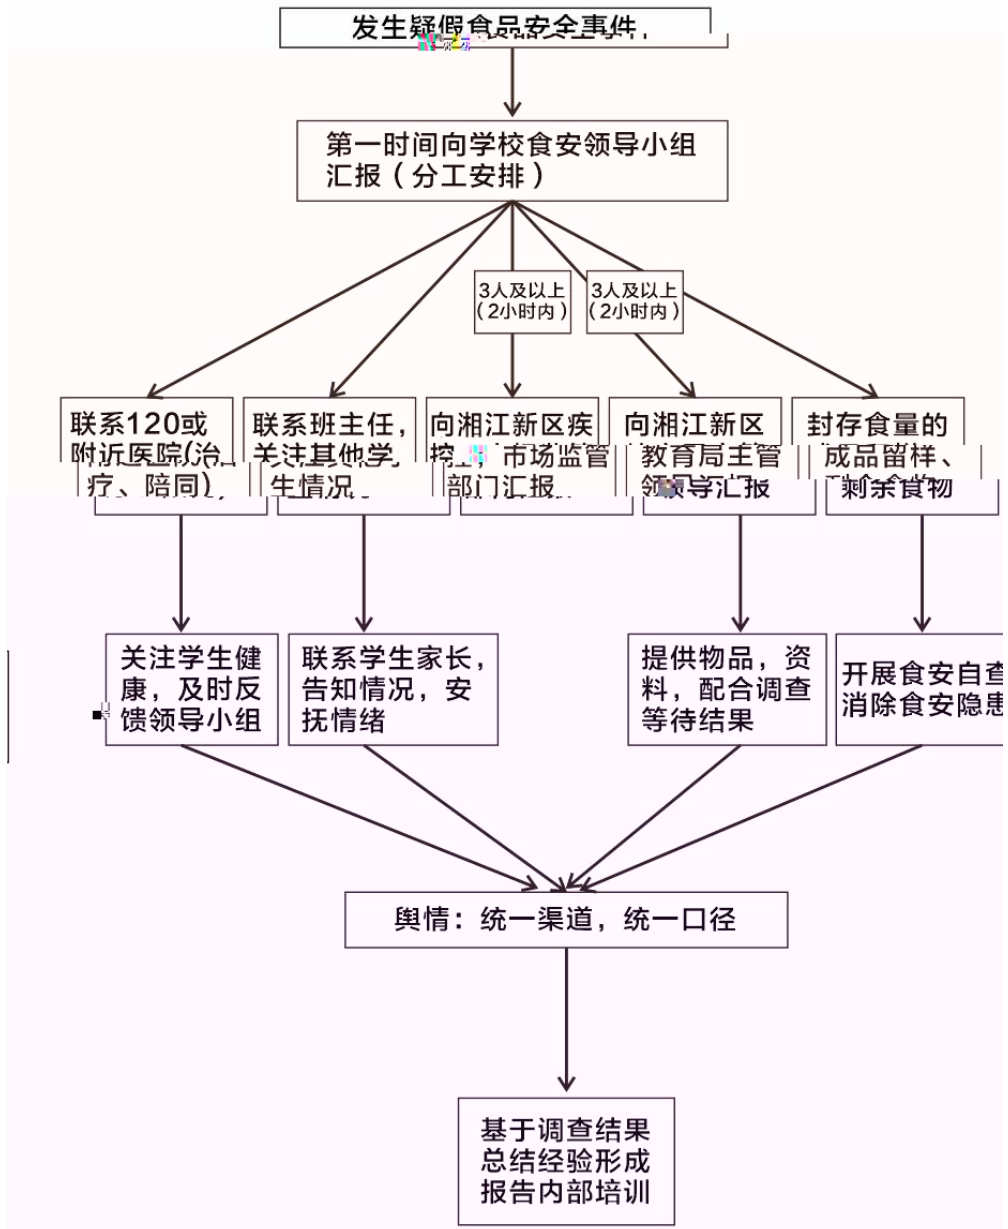 发生疑假食品安全事件
第一时间向学校食安领导小组
汇报（分工安排）
3人及以上
（2小时内）
3人及以上
（2小时内）
联系120或
附近医院(治
疗、陪同)
联系班主任，
关注其他学
生情况
向湘江新区疾
控 市场监管
部门汇报
向湘江新区
教育局主管
领导汇报
封存食量的
成品留样、
剩余食物
关注学生健
康，及时反
馈领导小组
联系学生家长，
告知情况，安
抚情绪
提供物品，资
料，配合调查
等待结果
开展食安自查
消除食安隐患
舆情：统一渠道，统一口径
基于调查结果
总结经验形成
报告内部培训